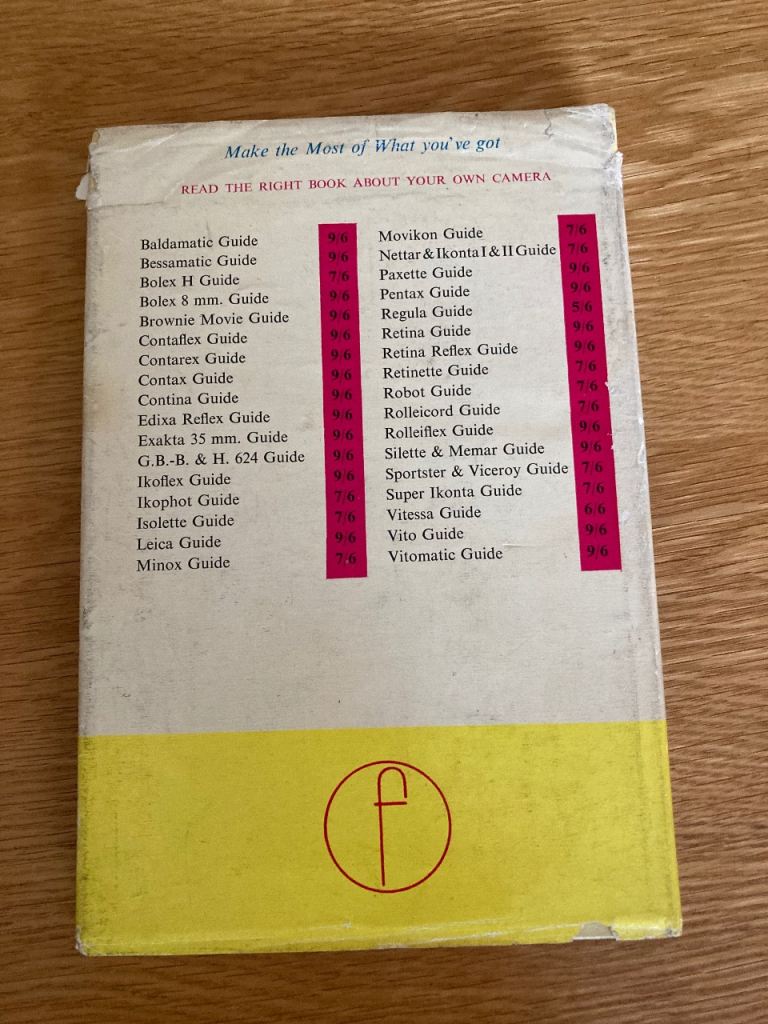 Make the Most of What you've got
READ THE RIGHT BOOK ABOUT YOUR OWN CAMERA
Baldamatic Guide 9/6
Bessamatic Guide 9/6
Bolex H Guide 7/6
Bolex 8 mm. Guide 9/6
Brownie Movie Guide 9/6
Contaflex Guide 9/6
Contarex Guide 9/6
Contax Guide 9/6
Contina Guide 9/6
Edixa Reflex Guide 9/6
Exakta 35 mm. Guide 9/6
G.B.-B. & H. 624 Guide 9/6
Ikoflex Guide 9/6
Ikophot Guide 7/6
Isolette Guide 7/6
Leica Guide 9/6
Minox Guide 7/6
Movikon Guide 7/6
Nettar & Ikonta I & II Guide 7/6
Paxette Guide 9/6
Pentax Guide 9/6
Regula Guide 5/6
Retina Guide 9/6
Retina Reflex Guide 9/6
Retinette Guide 7/6
Robot Guide 7/6
Rolleicord Guide 7/6
Rolleiflex Guide 9/6
Silette & Memar Guide 9/6
Sportster & Viceroy Guide 7/6
Super Ikonta Guide 7/6
Vitessa Guide 6/6
Vito Guide 9/6
Vitomatic Guide 9/6
f